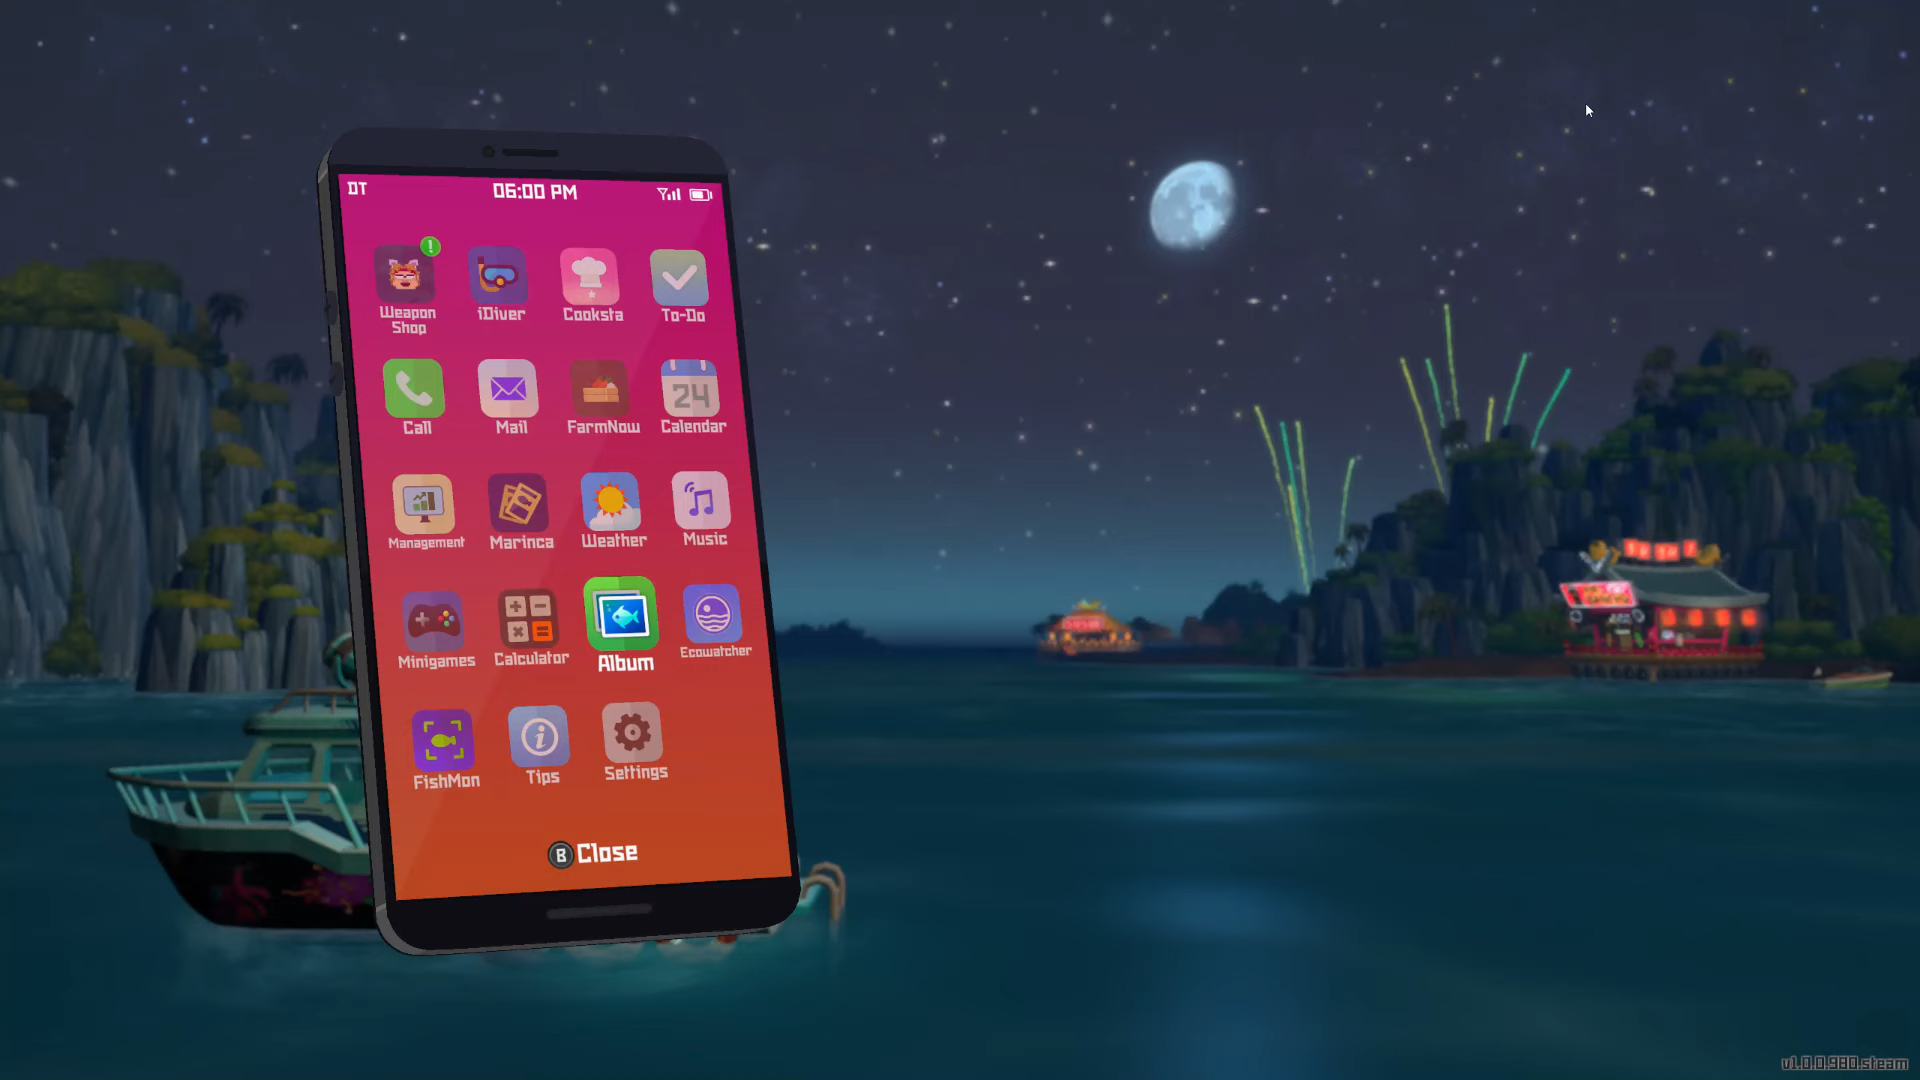 DT 06:00 PM
Weapon Shop
iDiver
Cooksta
To-Do
Call
Mail
FarmNow
24
Calendar
Management
Marinca
Weather
Music
Minigames
Calculator
Album
Ecowatcher
FishMon
Tips
Settings
B Close
v1.0.0.980.steam